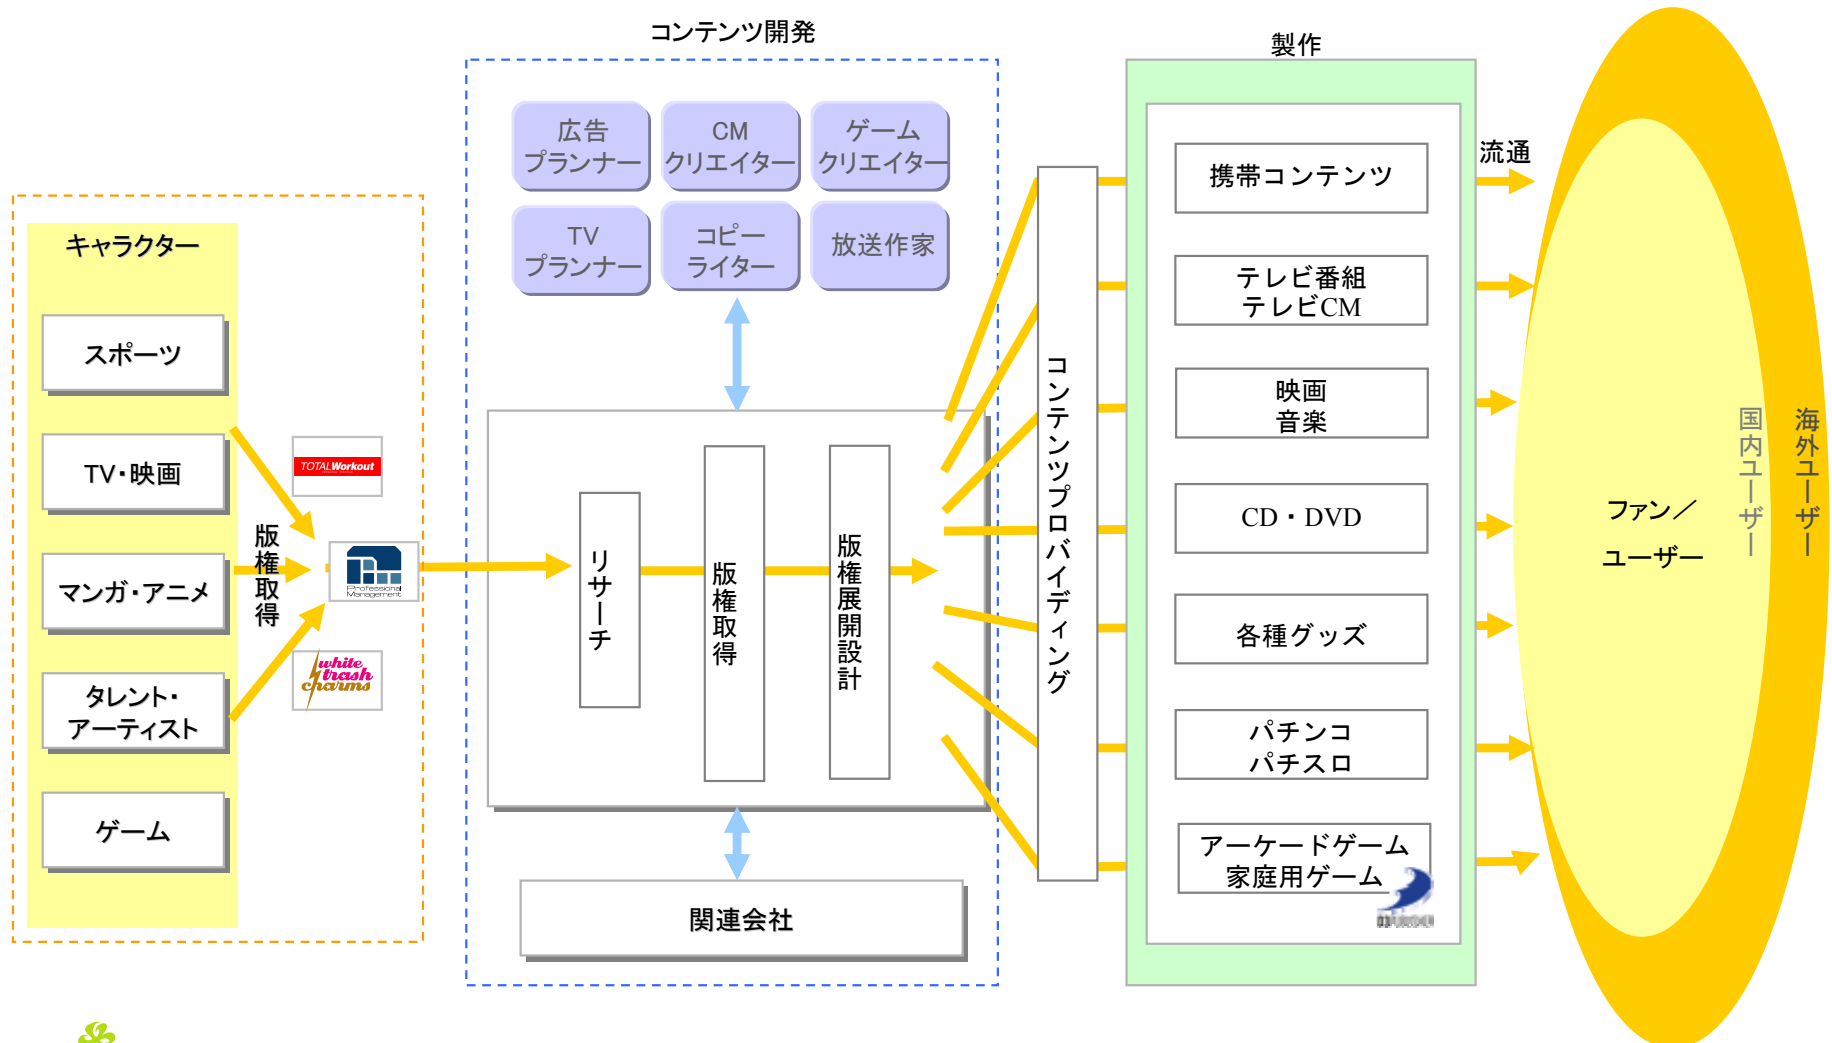 コンテンツ開発
製作
広告
プランナー
CM
クリエイター
ゲーム
クリエイター
TV
プランナー
コピー
ライター
放送作家
キャラクター
スポーツ
TV・映画
マンガ・アニメ
タレント・
アーティスト
ゲーム
版権取得
TOTAL Workout
Professional
Management
white
trash
charms
リサーチ
版権取得
版権展開設計
関連会社
コンテンツプロバイディング
携帯コンテンツ
テレビ番組
テレビCM
映画
音楽
CD・DVD
各種グッズ
パチンコ
パチスロ
アーケードゲーム
家庭用ゲーム
流通
ファン／
ユーザー
国内ユーザー
海外ユーザー